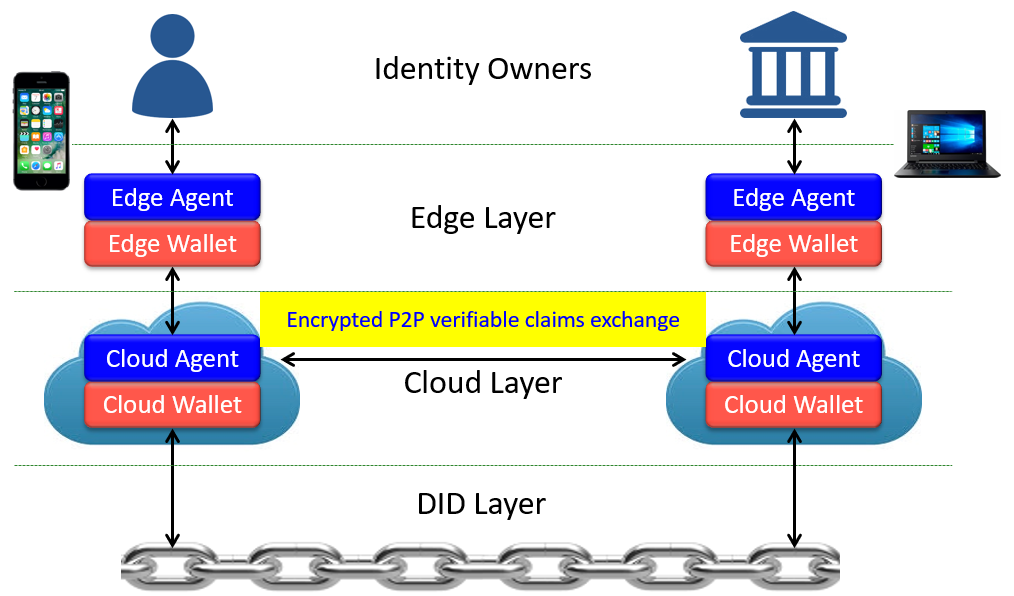 Identity Owners
Edge Agent
Edge Wallet
Edge Layer
Edge Agent
Edge Wallet
Encrypted P2P verifiable claims exchange
Cloud Agent
Cloud Wallet
Cloud Layer
Cloud Agent
Cloud Wallet
DID Layer